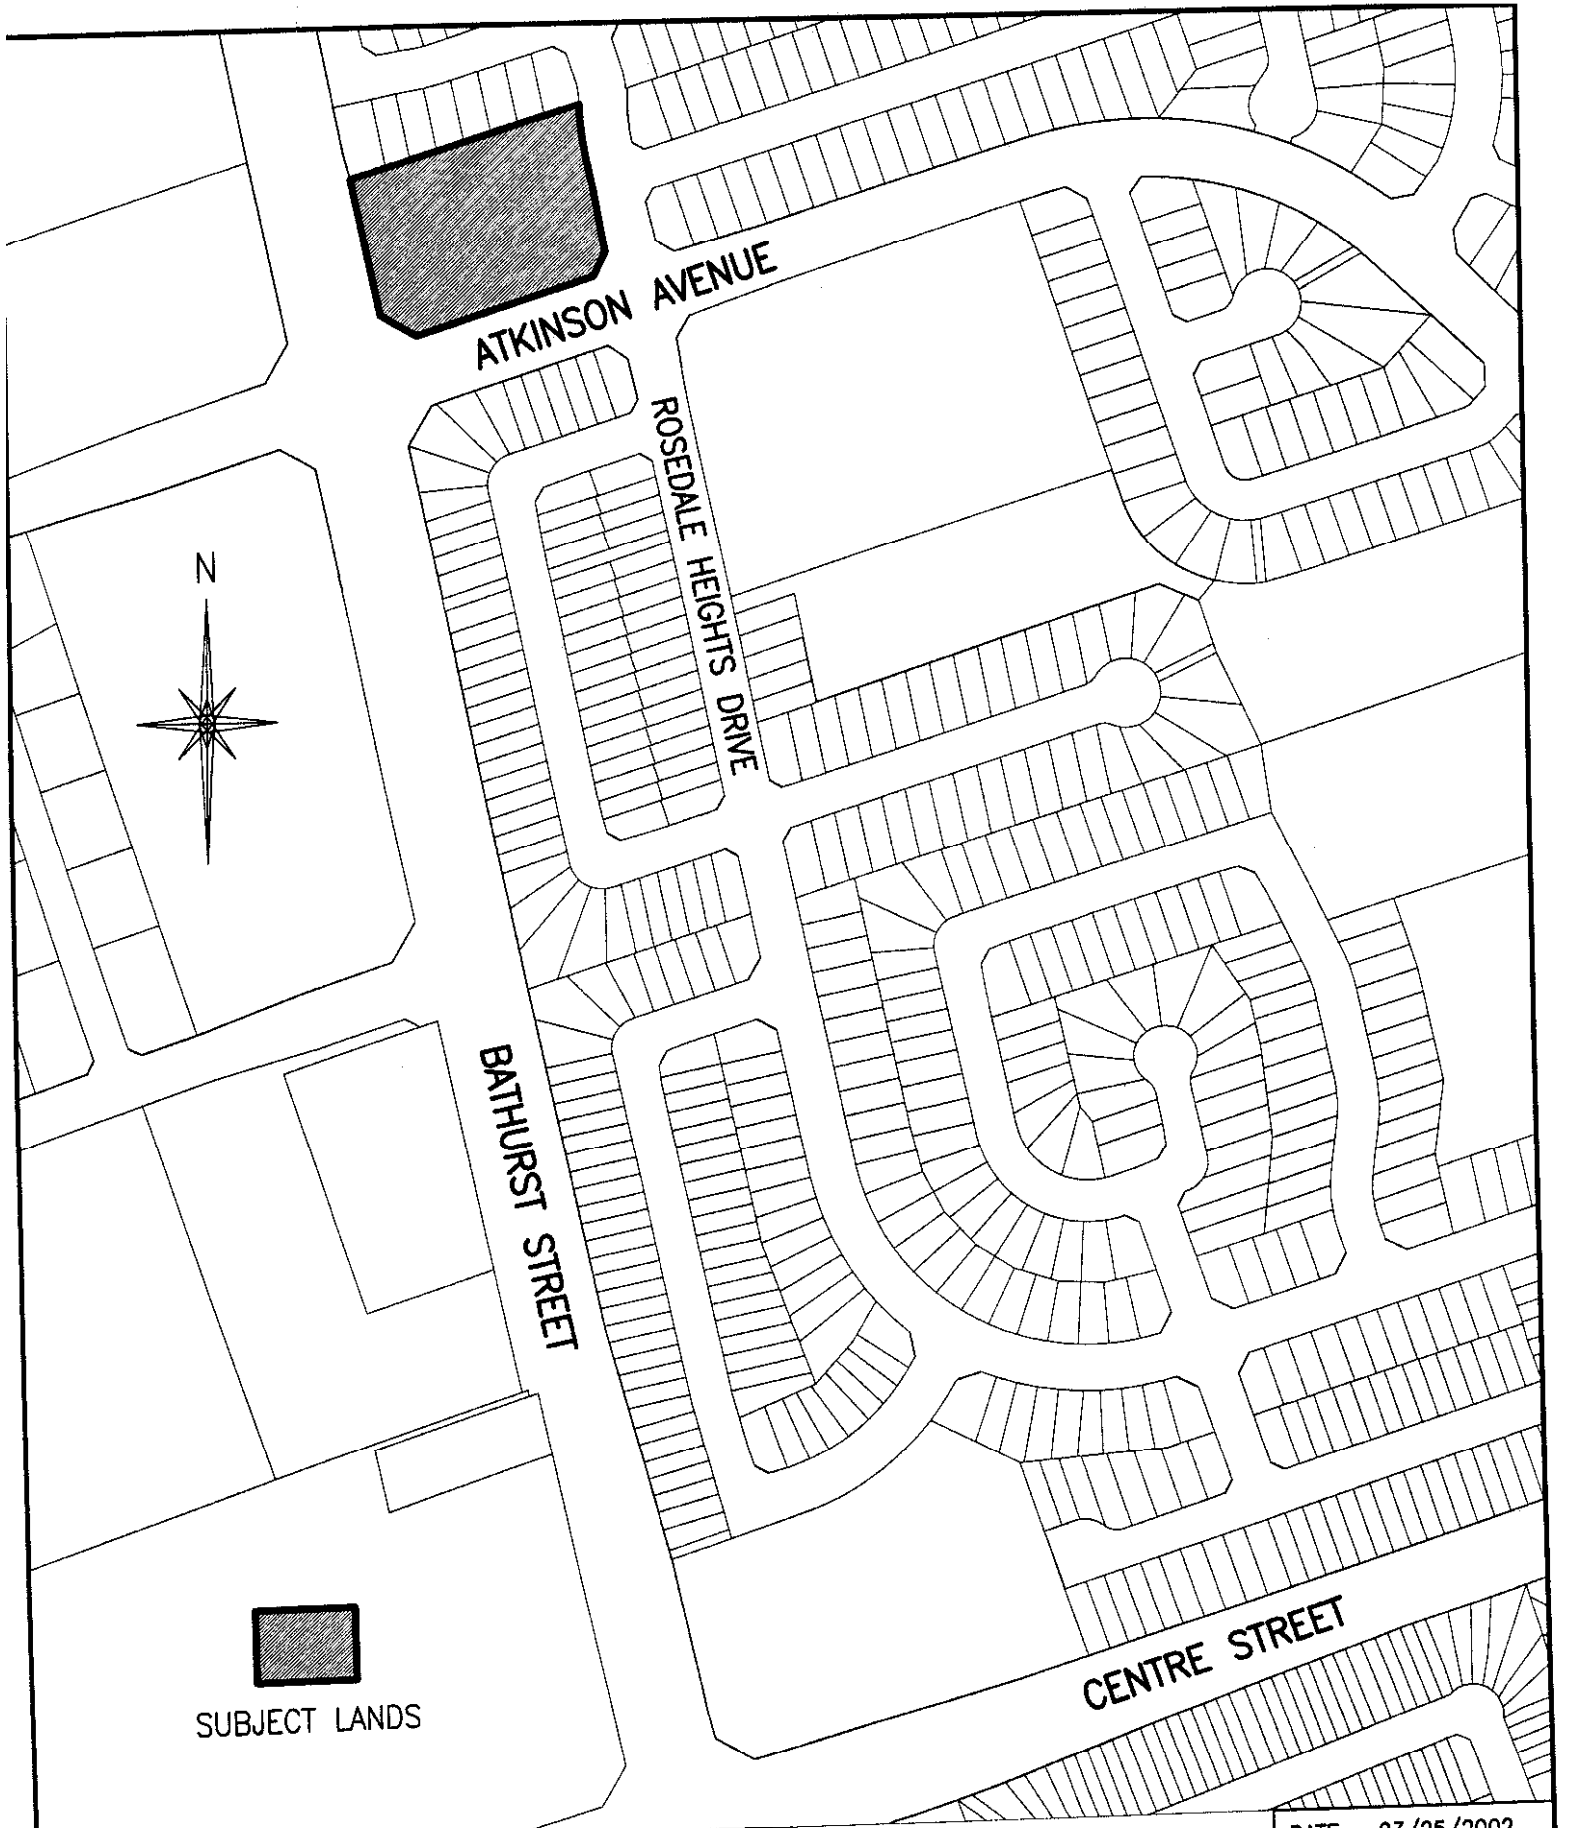 ATKINSON AVENUE
ROSEDALE HEIGHTS DRIVE
N
BATHURST STREET
CENTRE STREET
SUBJECT LANDS